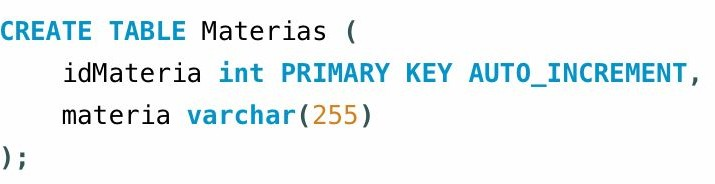 CREATE TABLE Materias (
    idMateria int PRIMARY KEY AUTO_INCREMENT,
    materia varchar(255)
);